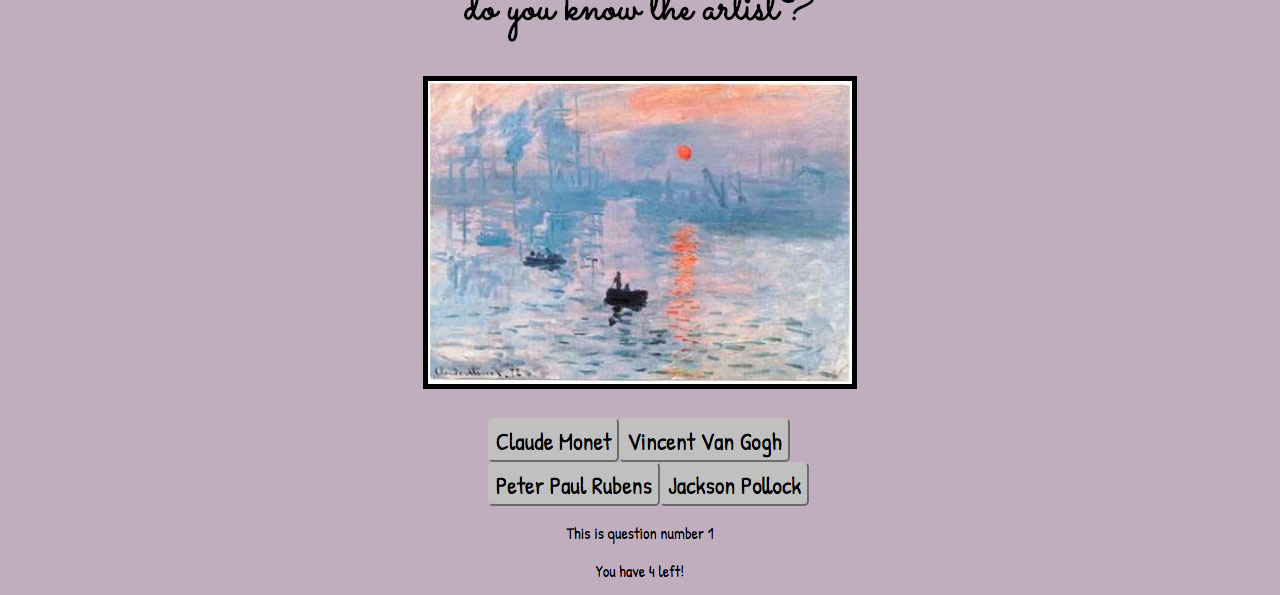 do you know the artist?
Claude Monet Vincent Van Gogh
Peter Paul Rubens Jackson Pollock
This is question number 1
You have 4 left!